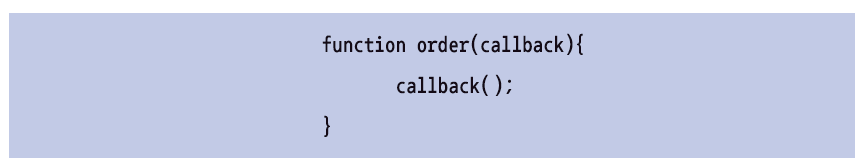 function order(callback){
callback();
}